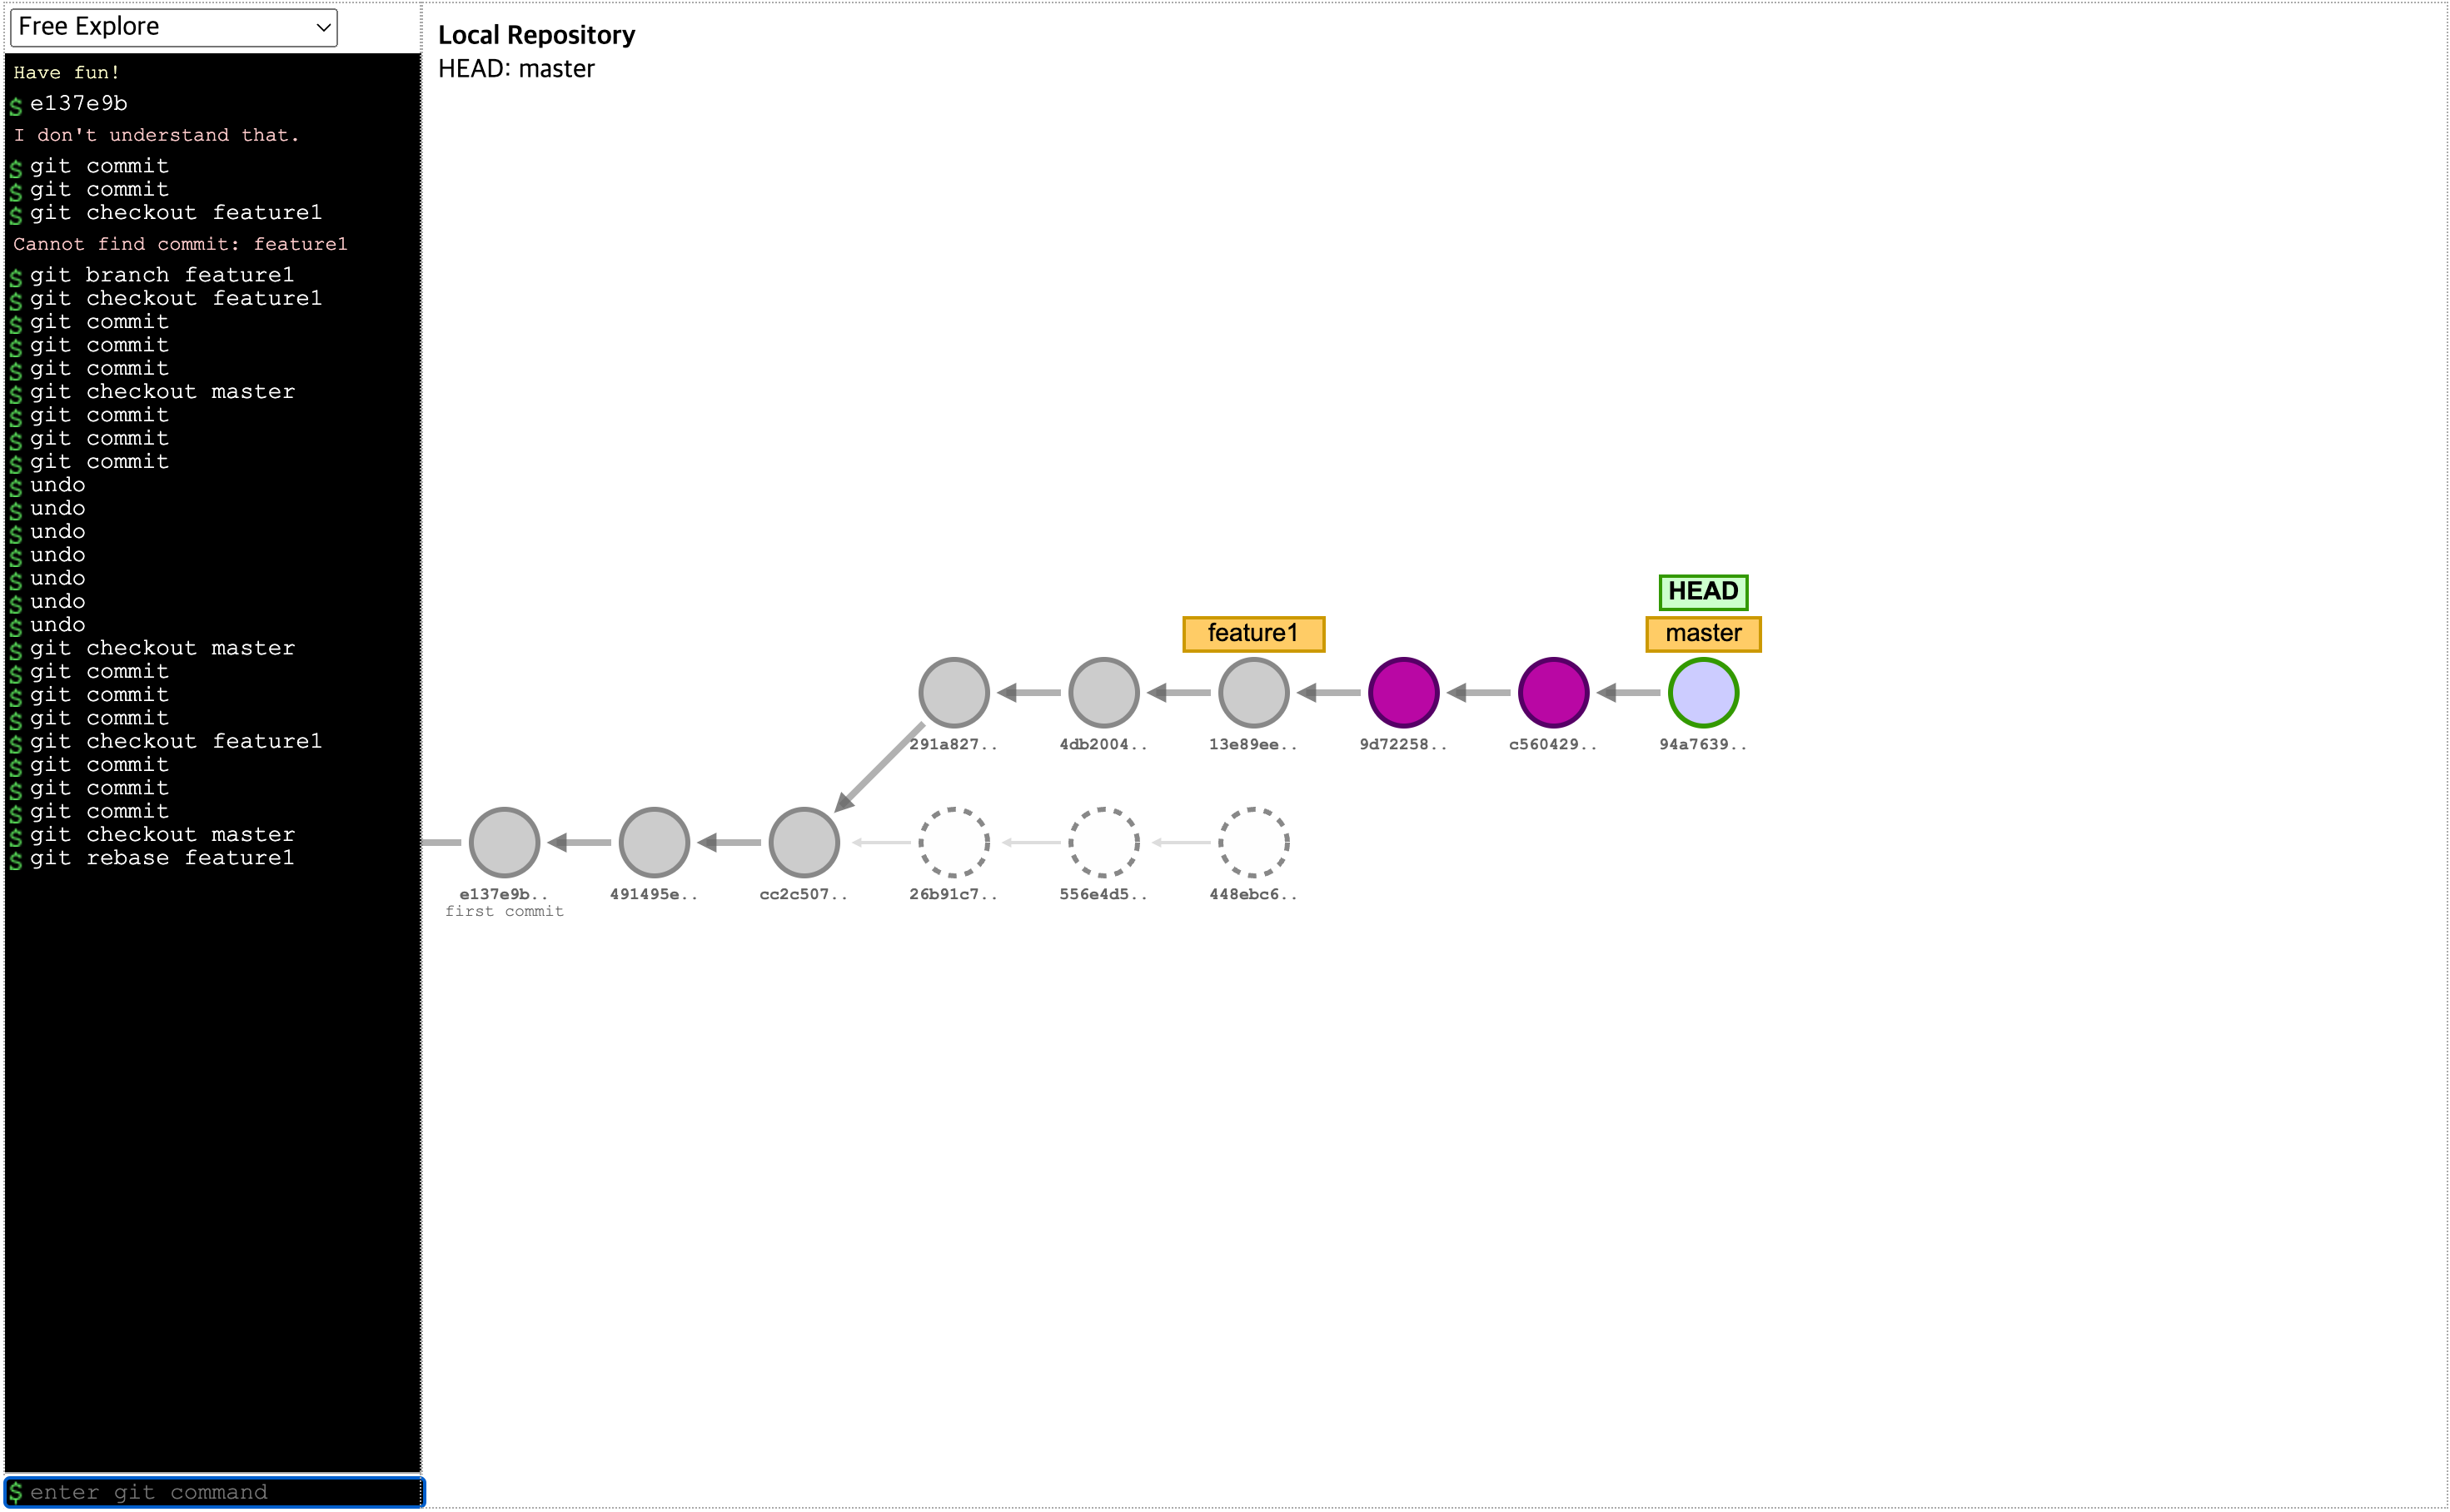 Free Explore
Have fun!
$ e137e9b
I don't understand that.
$ git commit
$ git commit
$ git checkout feature1
Cannot find commit: feature1
$ git branch feature1
$ git checkout feature1
$ git commit
$ git commit
$ git commit
$ git checkout master
$ git commit
$ git commit
$ git commit
$ undo
$ undo
$ undo
$ undo
$ undo
$ undo
$ undo
$ git checkout master
$ git commit
$ git commit
$ git commit
$ git checkout feature1
$ git commit
$ git commit
$ git commit
$ git checkout master
$ git rebase feature1
$ enter git command
Local Repository
HEAD: master
HEAD
feature1 master
291a827.. 4db2004.. 13e89ee.. 9d72258.. c560429.. 94a7639..
e137e9b.. 491495e.. cc2c507.. 26b91c7.. 556e4d5.. 448ebc6..
first commit